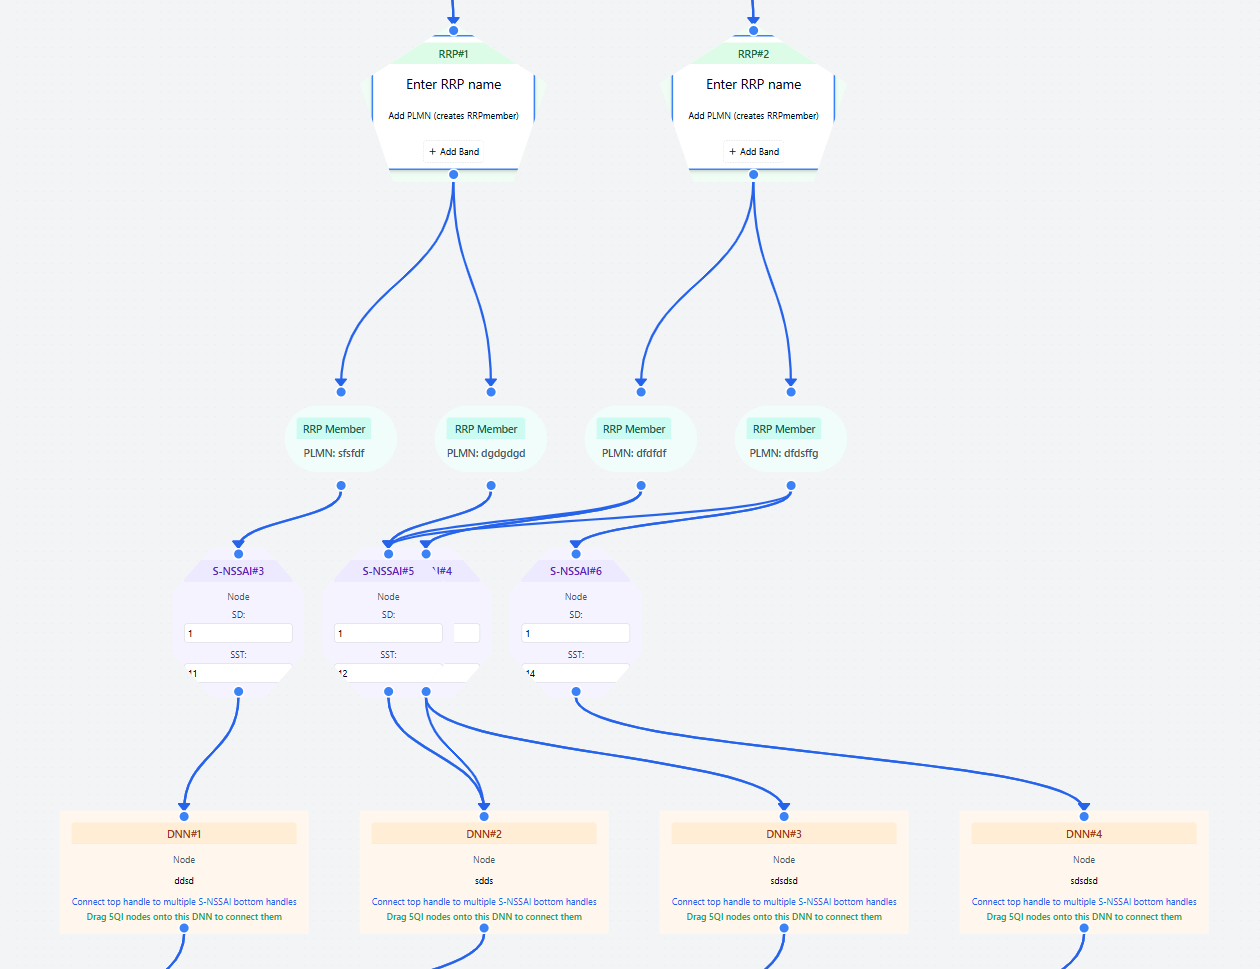 RRP#1
Enter RRP name
Add PLMN (creates RRPmember)
+ Add Band
RRP#2
Enter RRP name
Add PLMN (creates RRPmember)
+ Add Band
RRP Member
PLMN: sfsfdf
RRP Member
PLMN: dgdgdgd
RRP Member
PLMN: dfdfdf
RRP Member
PLMN: dfdsffg
S-NSSAI#3
Node
SD:
1
SST:
11
S-NSSAI#5
Node
SD:
1
SST:
12
I#4
S-NSSAI#6
Node
SD:
1
SST:
14
DNN#1
Node
ddsd
Connect top handle to multiple S-NSSAI bottom handles
Drag 5QI nodes onto this DNN to connect them
DNN#2
Node
sdds
Connect top handle to multiple S-NSSAI bottom handles
Drag 5QI nodes onto this DNN to connect them
DNN#3
Node
sdsdsd
Connect top handle to multiple S-NSSAI bottom handles
Drag 5QI nodes onto this DNN to connect them
DNN#4
Node
sdsdsd
Connect top handle to multiple S-NSSAI bottom handles
Drag 5QI nodes onto this DNN to connect them